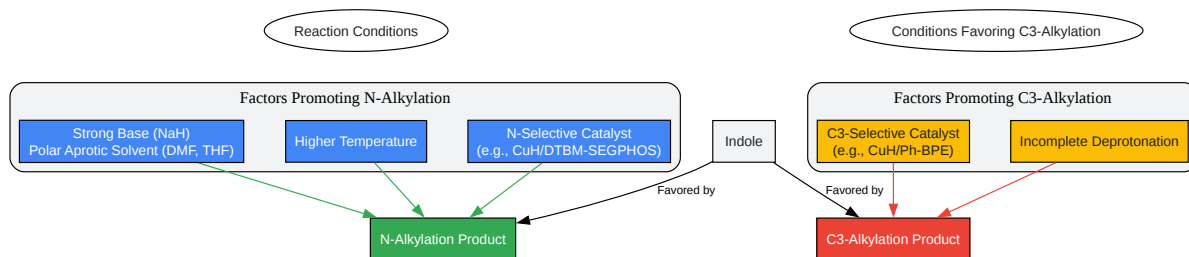 Reaction Conditions
Conditions Favoring C3-Alkylation
Factors Promoting N-Alkylation
Factors Promoting C3-Alkylation
Strong Base (NaH)
Polar Aprotic Solvent (DMF, THF)
Higher Temperature
N-Selective Catalyst
(e.g., CuH/DTBM-SEGPHOS)
Indole
C3-Selective Catalyst
(e.g., CuH/Ph-BPE)
Incomplete Deprotonation
Favored by
Favored by
N-Alkylation Product
C3-Alkylation Product